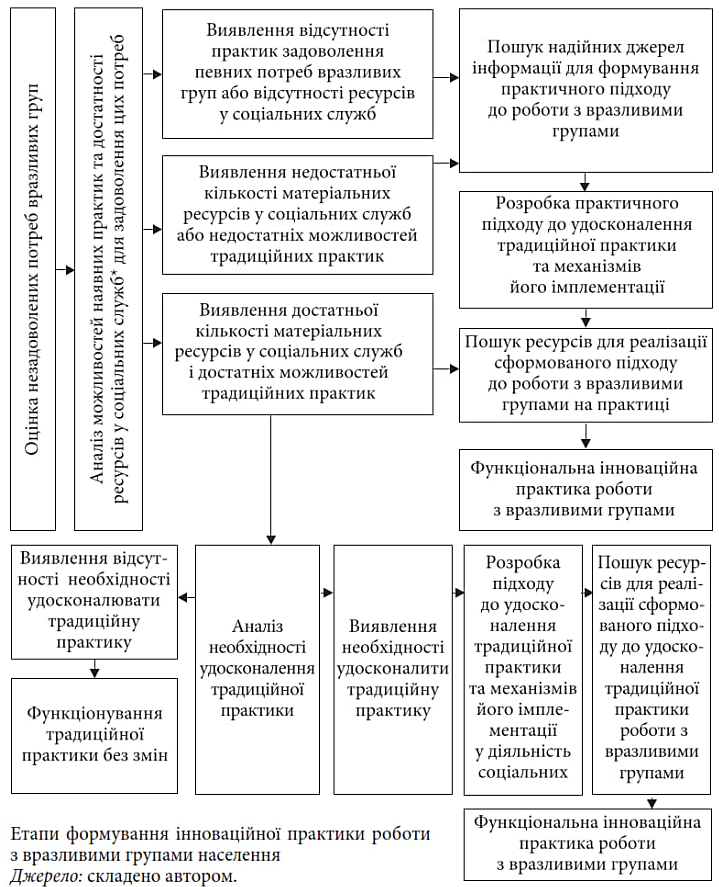 Оцінка незадоволених потреб вразливих груп
Аналіз можливостей наявних практик та достатності
ресурсів у соціальних служб* для задоволення цих потреб
Виявлення відсутності
практик задоволення
певних потреб вразливих
груп або відсутності ресурсів
у соціальних служб
Виявлення недостатньої
кількості матеріальних
ресурсів у соціальних служб
або недостатніх можливостей
традиційних практик
Виявлення достатньої
кількості матеріальних
ресурсів у соціальних служб
і достатніх можливостей
традиційних практик
Пошук надійних джерел
інформації для формування
практичного підходу
до роботи з вразливими
групами
Розробка практичного
підходу до удосконалення
традиційної практики
та механізмів
його імплементації
Пошук ресурсів для реалізації
сформованого підходу
до роботи з вразливими
групами на практиці
Функціональна інноваційна
практика роботи
з вразливими групами
Виявлення відсут-
ності необхідності
удосконалювати
традиційну
практику
Функціонування
традиційної
практики без змін
Аналіз
необхідності
удосконалення
традиційної
практики
Виявлення
необхідності
удосконалити
традиційну
практику
Розробка
підходу
до удоско-
налення
традиційної
практики
та механізмів
його імпле-
ментації
у діяльність
соціальних
Пошук ресур-
сів для реалі-
зації сформо-
ваного підхо-
ду до удоско-
налення
традиційної
практики
роботи з
вразливими
групами
Функціональна інноваційна
практика роботи
з вразливими групами
Етапи формування інноваційної практики роботи
з вразливими групами населення
Джерело: складено автором.